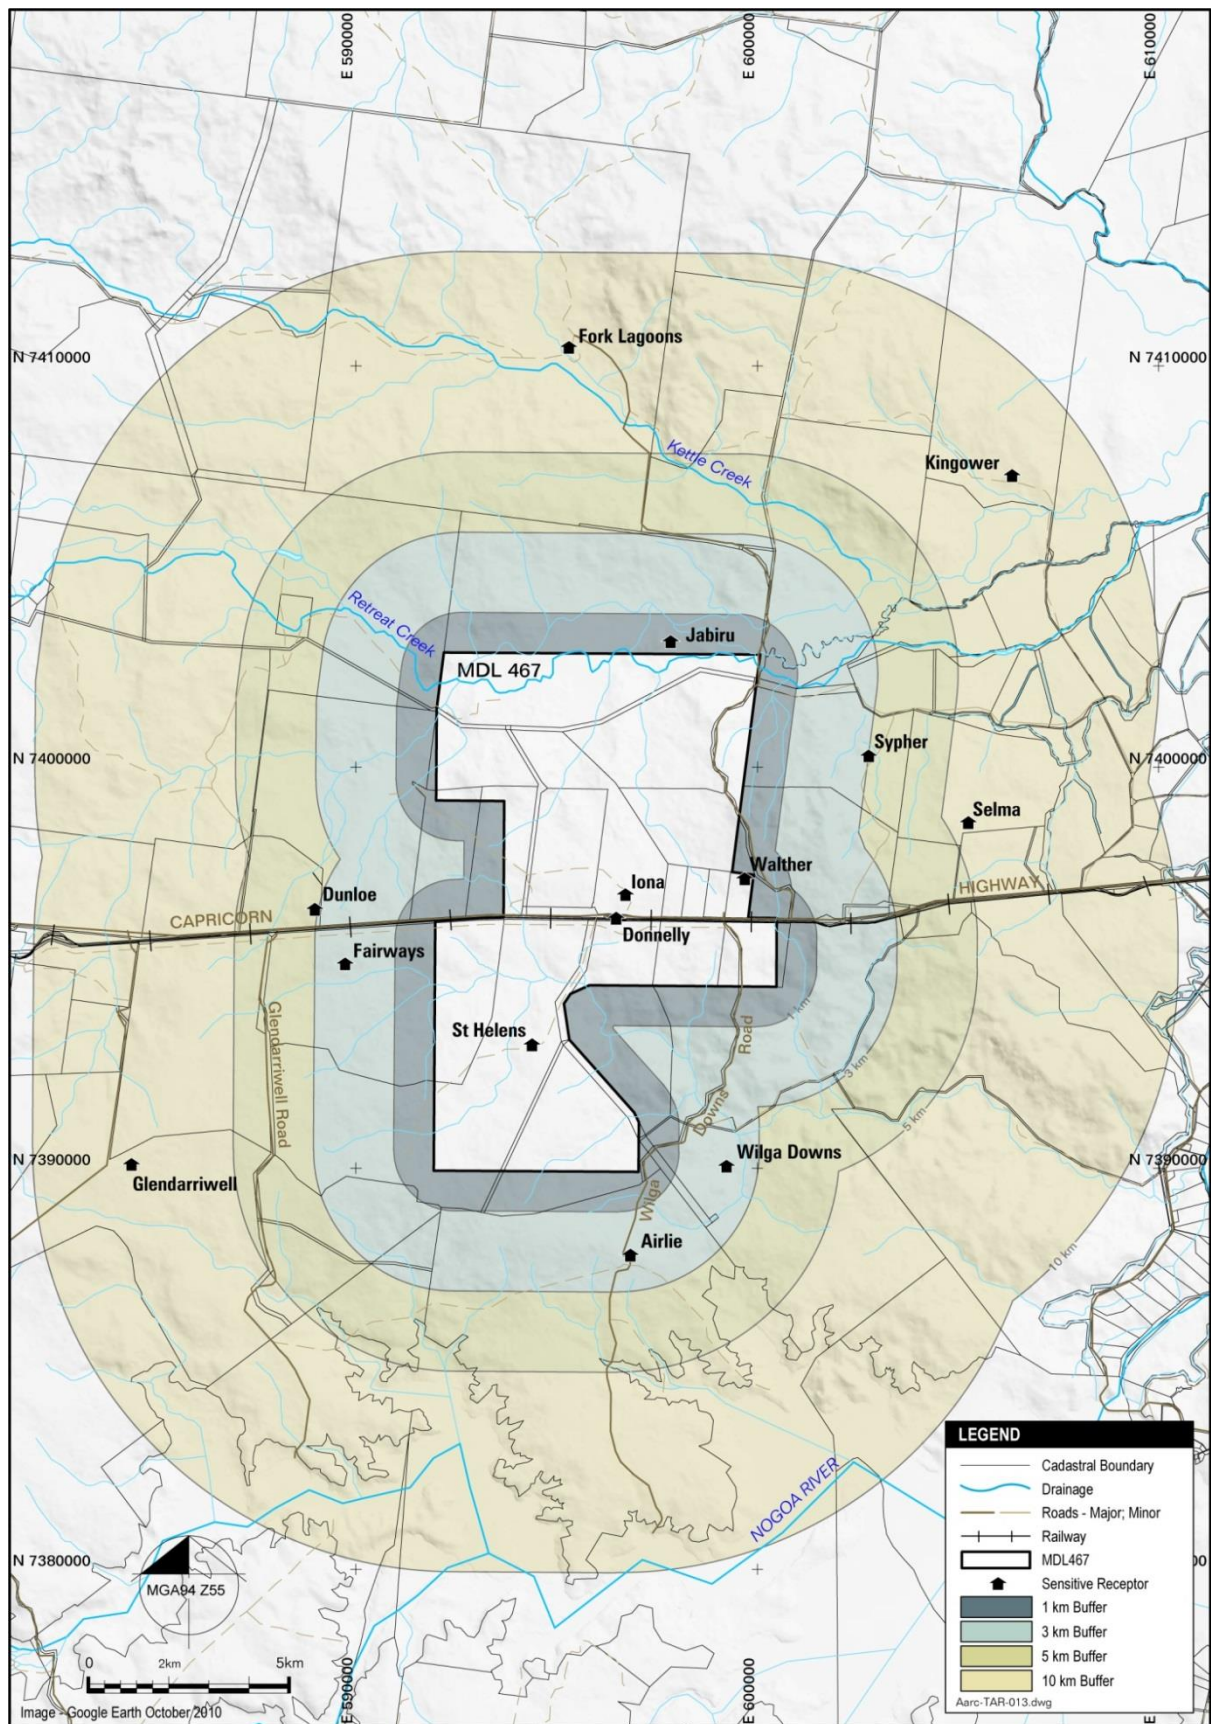 E 590000
E 600000
E 610000
Fork Lagoons
N 7410000
N 7410000
Kettle Creek
Kingower
Retreat Creek
Jabiru
MDL 467
Sypher
N 7400000
N 7400000
Selma
Walther
Iona
Dunloe
HIGHWAY
CAPRICORN
Donnelly
Fairways
Glendarriwell Road
St Helens
1 km
Road
3 km
Downs
5 km
Wilga Downs
N 7390000
N 7390000
Glendarriwell
Wilga
Airlie
10 km
NOGOA RIVER
N 7380000
MGA94 Z55
0
2km
5km
E 590000
E 600000
Image - Google Earth October 2010
LEGEND
Cadastral Boundary
Drainage
Roads - Major; Minor
Railway
MDL467
Sensitive Receptor
1 km Buffer
3 km Buffer
5 km Buffer
10 km Buffer
Aarc-TAR-013.dwg